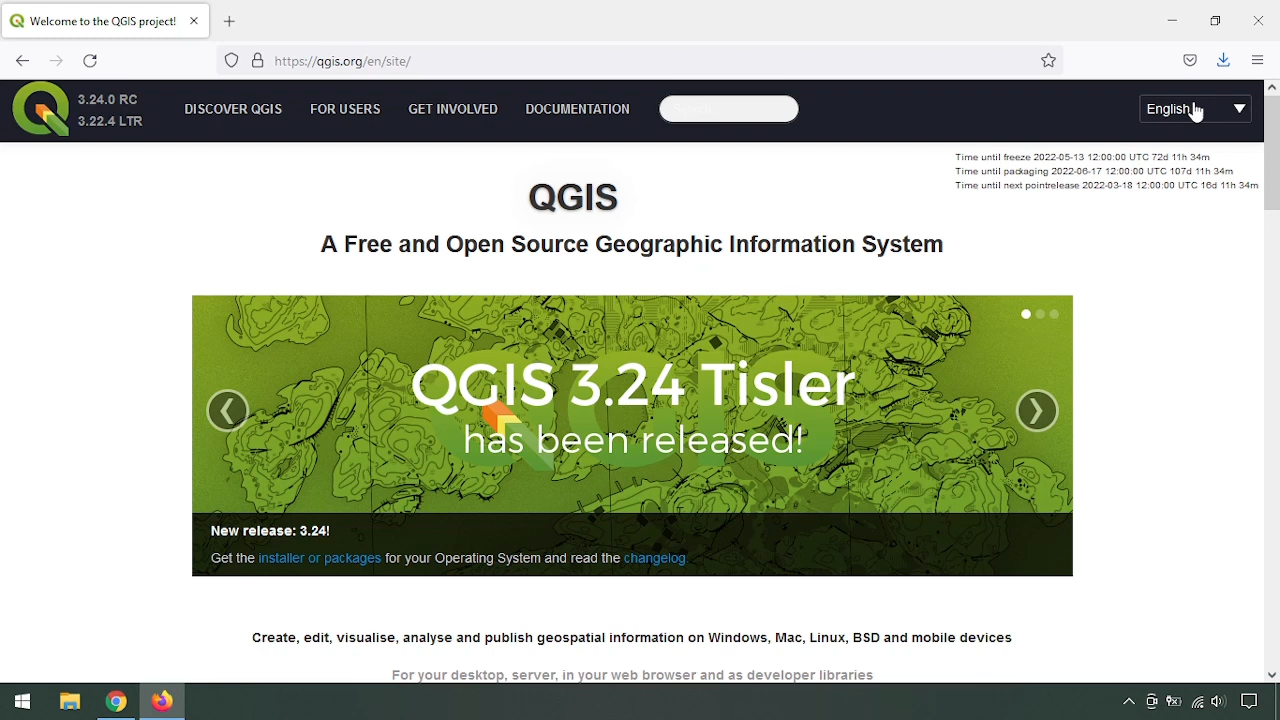 Welcome to the QGIS project!
https://qgis.org/en/site/
3.24.0 RC
3.22.4 LTR
DISCOVER QGIS
FOR USERS
GET INVOLVED
DOCUMENTATION
Search
English
Time until freeze 2022-05-13 12:00:00 UTC 72d 11h 34m
Time until packaging 2022-06-17 12:00:00 UTC 107d 11h 34m
Time until next pointrelease 2022-03-18 12:00:00 UTC 16d 11h 34m
QGIS
A Free and Open Source Geographic Information System
QGIS 3.24 Tisler
has been released!
New release: 3.24!
Get the installer or packages for your Operating System and read the changelog.
Create, edit, visualise, analyse and publish geospatial information on Windows, Mac, Linux, BSD and mobile devices
For your desktop, server, in your web browser and as developer libraries